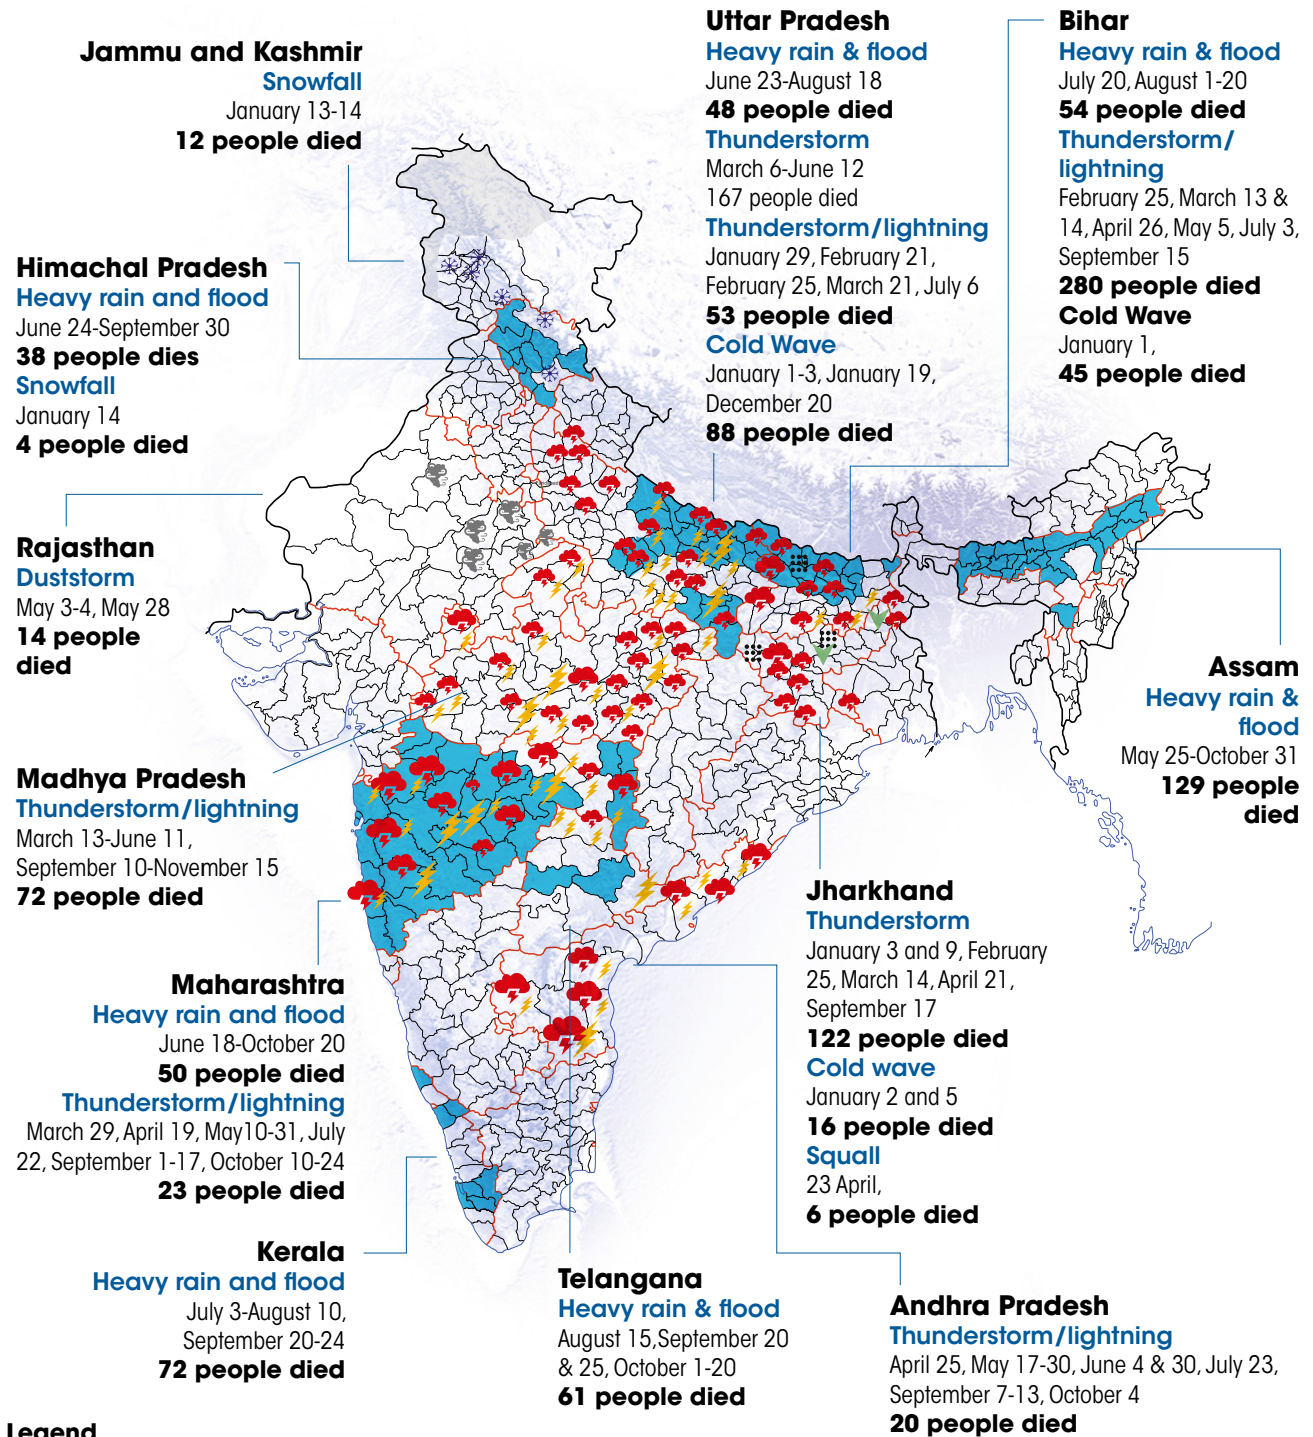 Jammu and Kashmir
Snowfall
January 13-14
12 people died
Uttar Pradesh
Heavy rain & flood
June 23-August 18
48 people died
Thunderstorm
March 6-June 12
167 people died
Thunderstorm/lightning
January 29, February 21,
February 25, March 21, July 6
53 people died
Cold Wave
January 1-3, January 19,
December 20
88 people died
Bihar
Heavy rain & flood
July 20, August 1-20
54 people died
Thunderstorm/
lightning
February 25, March 13 &
14, April 26, May 5, July 3,
September 15
280 people died
Cold Wave
January 1,
45 people died
Himachal Pradesh
Heavy rain and flood
June 24-September 30
38 people dies
Snowfall
January 14
4 people died
Rajasthan
Duststorm
May 3-4, May 28
14 people
died
Assam
Heavy rain &
flood
May 25-October 31
129 people
died
Madhya Pradesh
Thunderstorm/lightning
March 13-June 11,
September 10-November 15
72 people died
Jharkhand
Thunderstorm
January 3 and 9, February
25, March 14, April 21,
September 17
122 people died
Cold wave
January 2 and 5
16 people died
Squall
23 April,
6 people died
Maharashtra
Heavy rain and flood
June 18-October 20
50 people died
Thunderstorm/lightning
March 29, April 19, May10-31, July
22, September 1-17, October 10-24
23 people died
Kerala
Heavy rain and flood
July 3-August 10,
September 20-24
72 people died
Telangana
Heavy rain & flood
August 15,September 20
& 25, October 1-20
61 people died
Andhra Pradesh
Thunderstorm/lightning
April 25, May 17-30, June 4 & 30, July 23,
September 7-13, October 4
20 people died
Legend